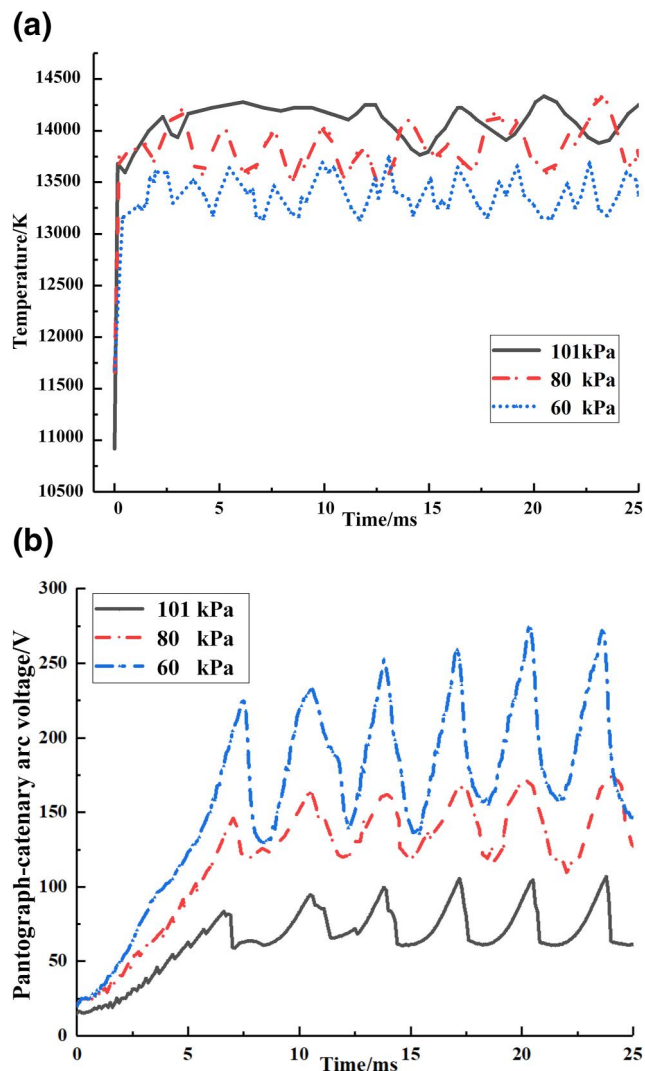 (a)
14500
14000
13500
13000
12500
12000
11500
11000
10500
Temperature/K
101kPa
80 kPa
60 kPa
0 5 10 15 20 25
Time/ms
(b)
300
250
200
150
100
50
0
Pantograph-catenary arc voltage/V
101 kPa
80 kPa
60 kPa
0 5 10 15 20 25
Time/ms